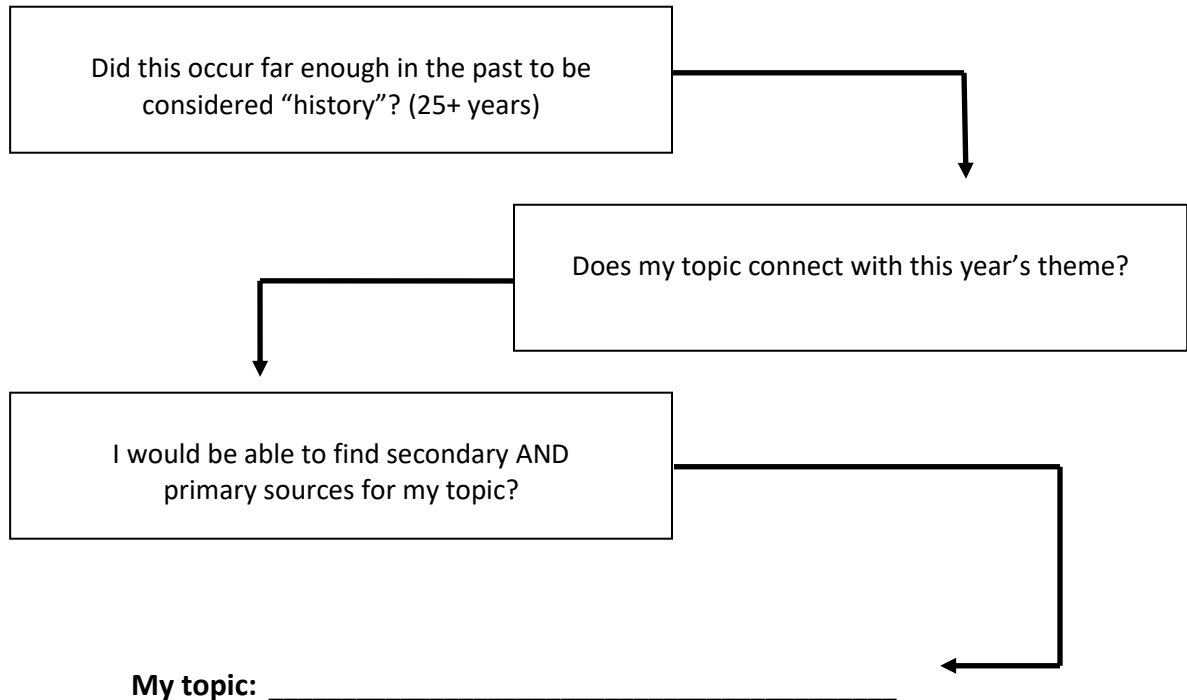 Did this occur far enough in the past to be
considered “history”? (25+ years)
Does my topic connect with this year’s theme?
I would be able to find secondary AND
primary sources for my topic?
My topic: __________________________________________